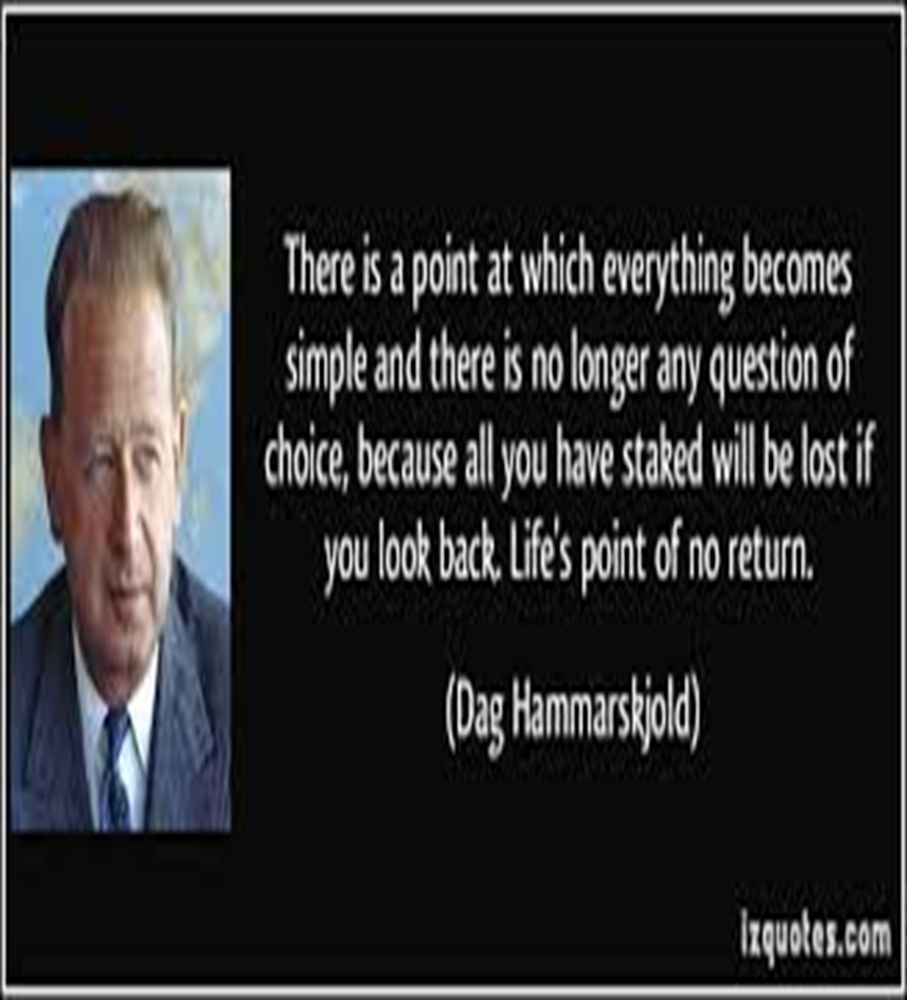 There is a point at which everything becomes
simple and there is no longer any question of
choice, because all you have staked will be lost if
you look back. Life's point of no return.
(Dag Hammarskjold)
izquotes.com